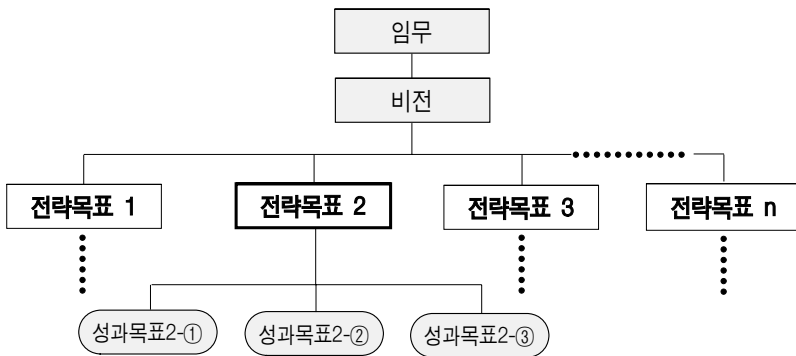 임무
비전
전략목표 1
전략목표 2
전략목표 3
전략목표 n
성과목표2-①
성과목표2-②
성과목표2-③